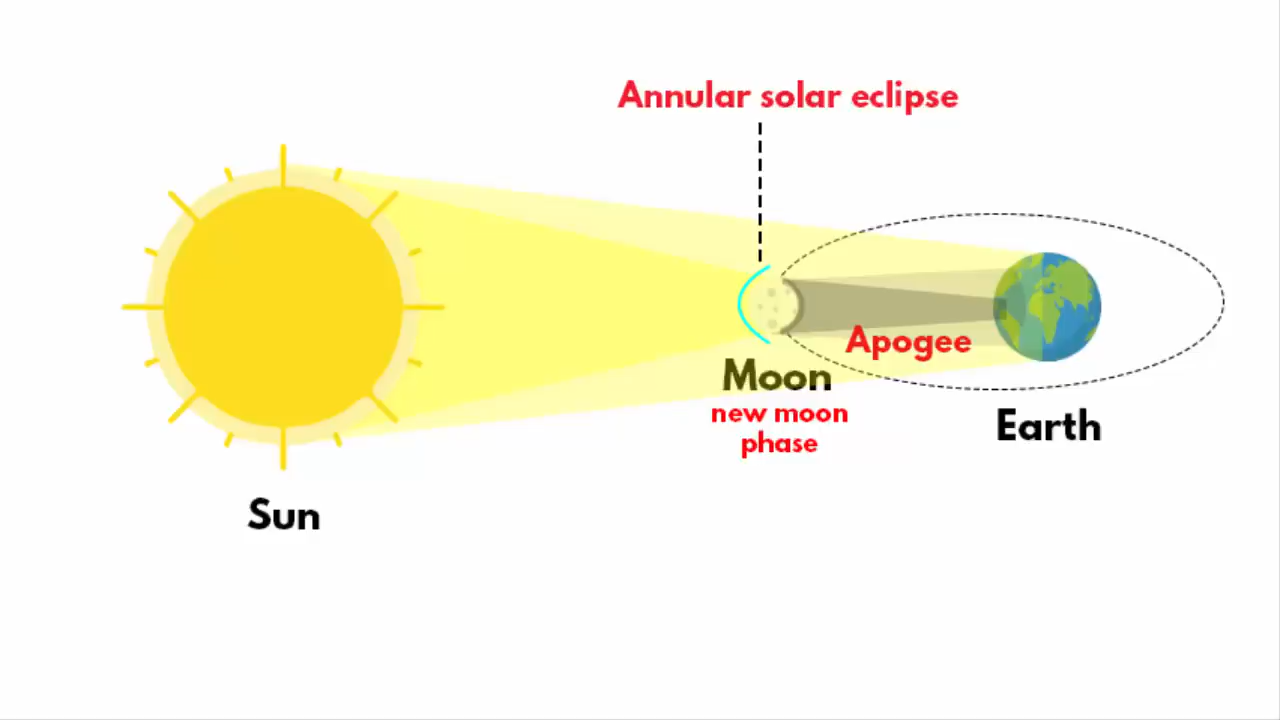 Annular solar eclipse
Apogee
Moon
new moon
phase
Earth
Sun